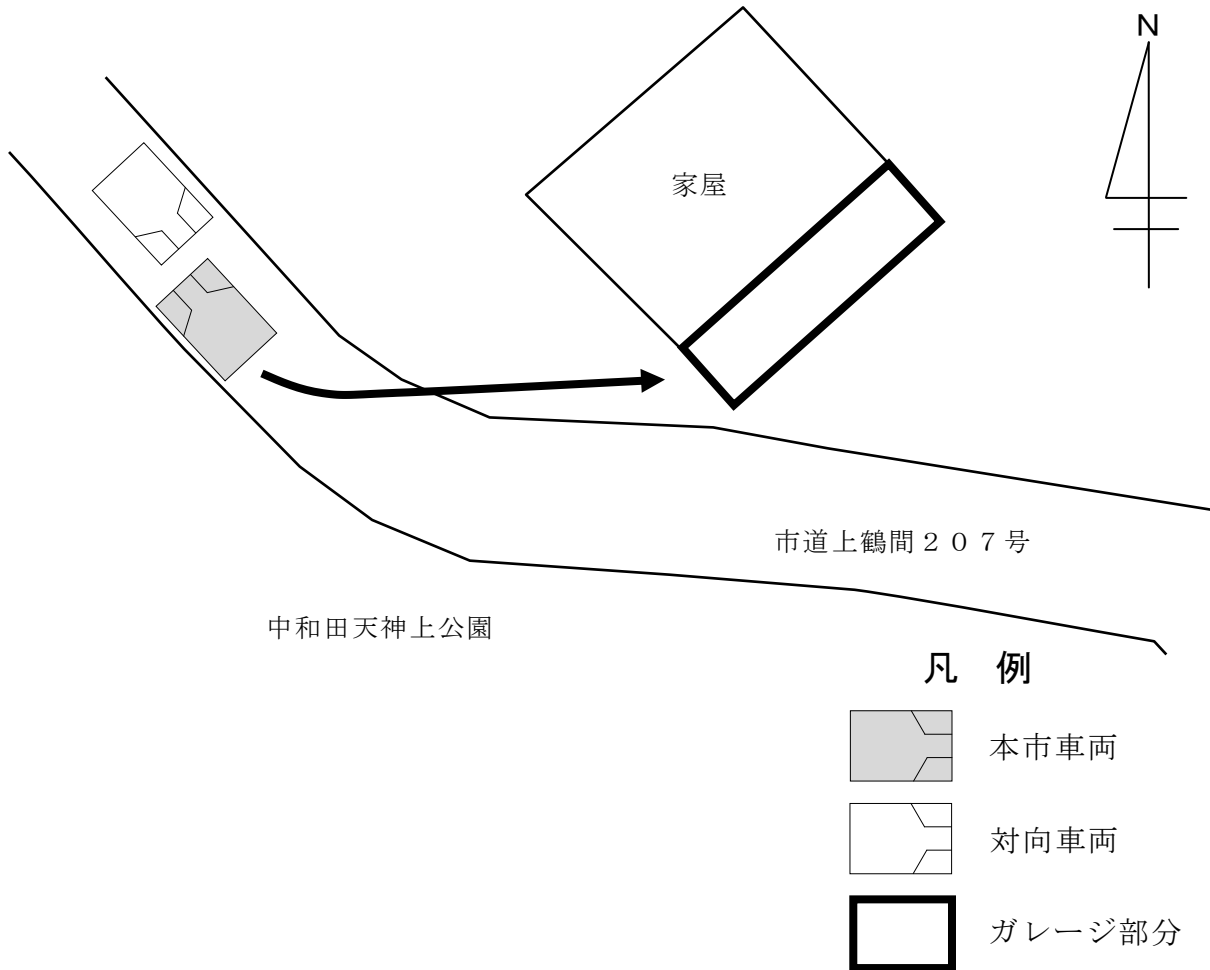 N
家屋
市道上鶴間２０７号
中和田天神上公園
凡　例
本市車両
対向車両
ガレージ部分